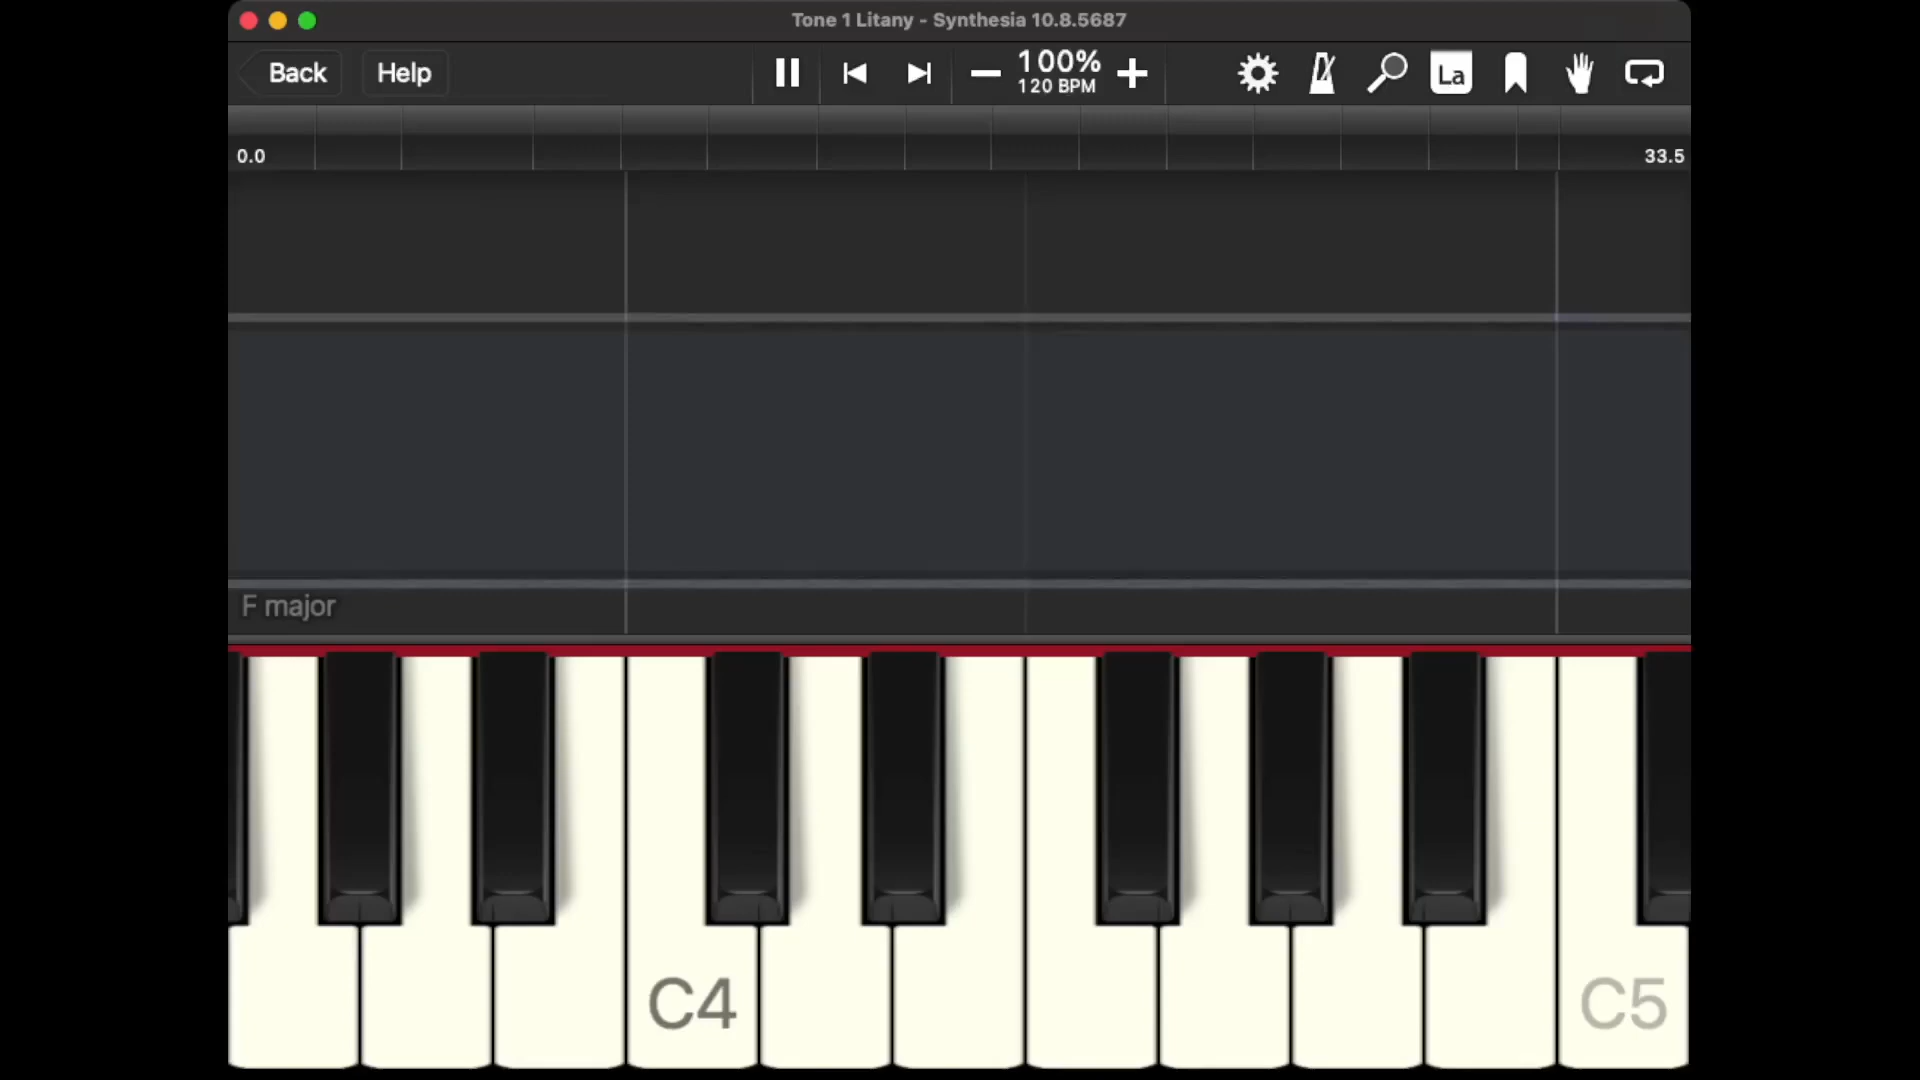 Tone 1 Litany - Synthesia 10.8.5687
Back Help 100% La
120 BPM
0.0 33.5
F major
C4 C5